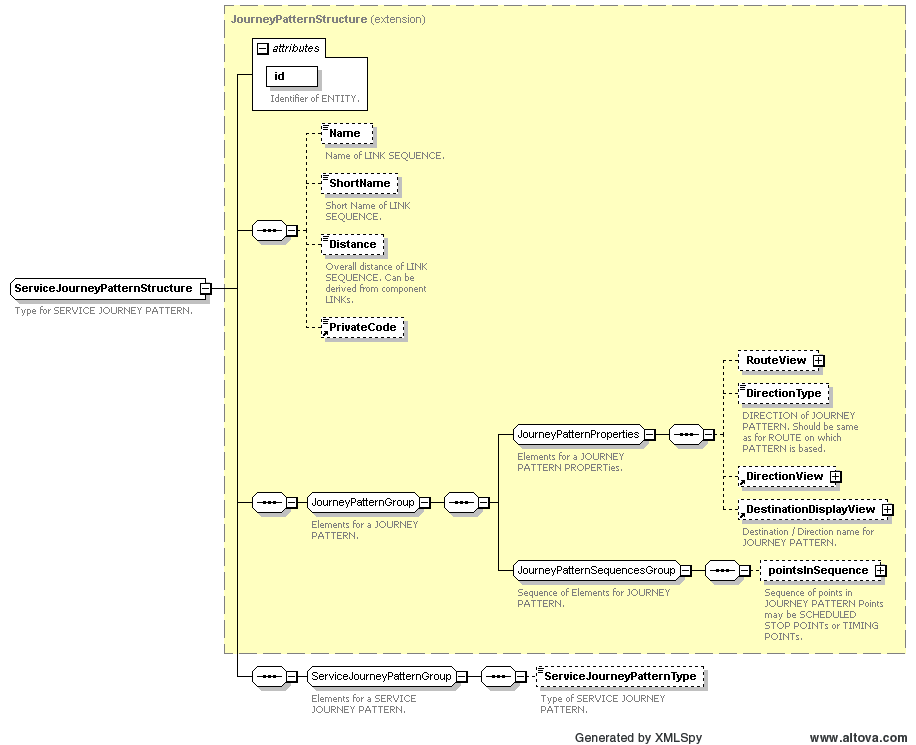 JourneyPatternStructure (extension)
attributes
id
Identifier of ENTITY.
Name
Name of LINK SEQUENCE.
ShortName
Short Name of LINK
SEQUENCE.
Distance
Overall distance of LINK
SEQUENCE. Can be
derived from component
LINKs.
PrivateCode
ServiceJourneyPatternStructure
Type for SERVICE JOURNEY PATTERN.
JourneyPatternGroup
Elements for a JOURNEY
PATTERN.
JourneyPatternProperties
Elements for a JOURNEY
PATTERN PROPERTIes.
RouteView
DirectionType
DIRECTION of JOURNEY
PATTERN. Should be same
as for ROUTE on which
PATTERN is based.
DirectionView
DestinationDisplayView
Destination / Direction name for
JOURNEY PATTERN.
JourneyPatternSequencesGroup
Sequence of Elements for JOURNEY
PATTERN.
pointsInSequence
Sequence of points in
JOURNEY PATTERN Points
may be SCHEDULED
STOP POINTs or TIMING
POINTs.
ServiceJourneyPatternGroup
Elements for a SERVICE
JOURNEY PATTERN.
ServiceJourneyPatternType
Type of SERVICE JOURNEY
PATTERN.
Generated by XMLSpy
www.altova.com